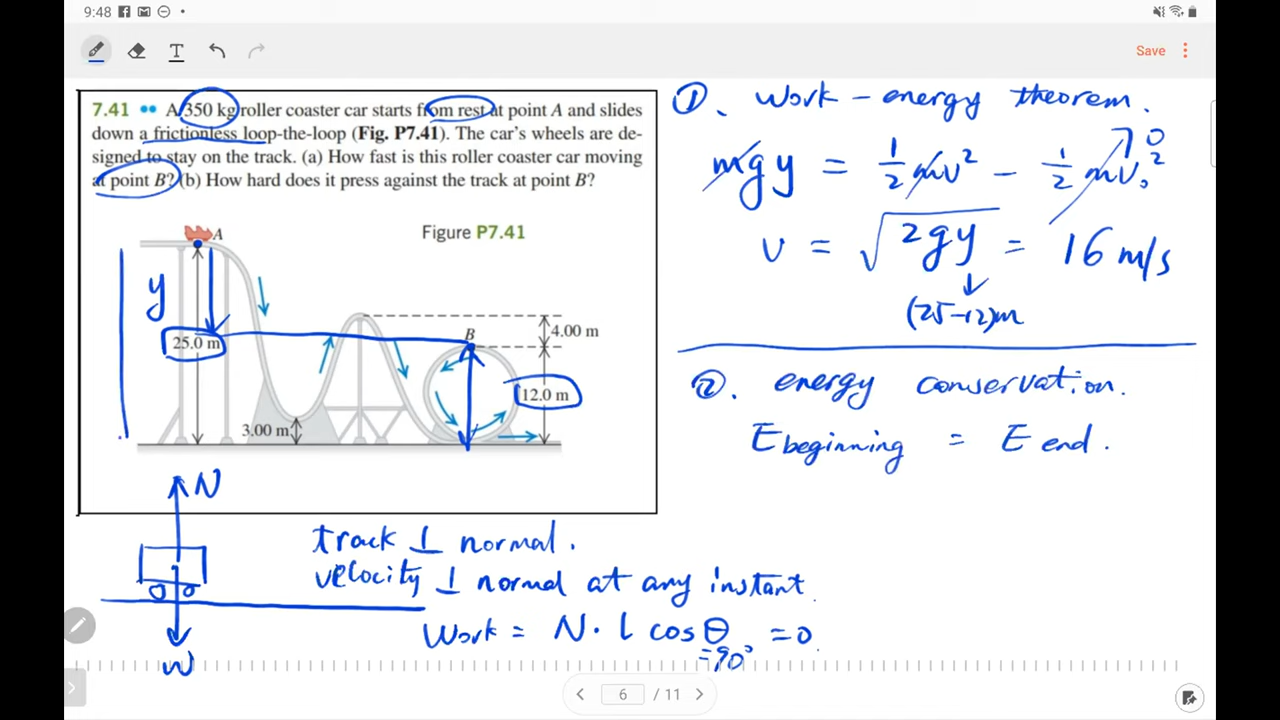 9:48
Save
7.41 •• A 350 kg roller coaster car starts from rest at point A and slides
down a frictionless loop-the-loop (Fig. P7.41). The car's wheels are de-
signed to stay on the track. (a) How fast is this roller coaster car moving
at point B? (b) How hard does it press against the track at point B?
Figure P7.41
A
y
25.0 m
3.00 m
B
4.00 m
12.0 m
N
W
track ⊥ normal.
velocity ⊥ normal at any instant.
Work = N · l cos θ = 0.
= 90°
①. Work – energy theorem.
mgy = 1/2 mv² – 1/2 mv₀² → 0
v = √2gy = 16 m/s
(25-12)m
②. energy conservation.
E beginning = E end.
6 / 11